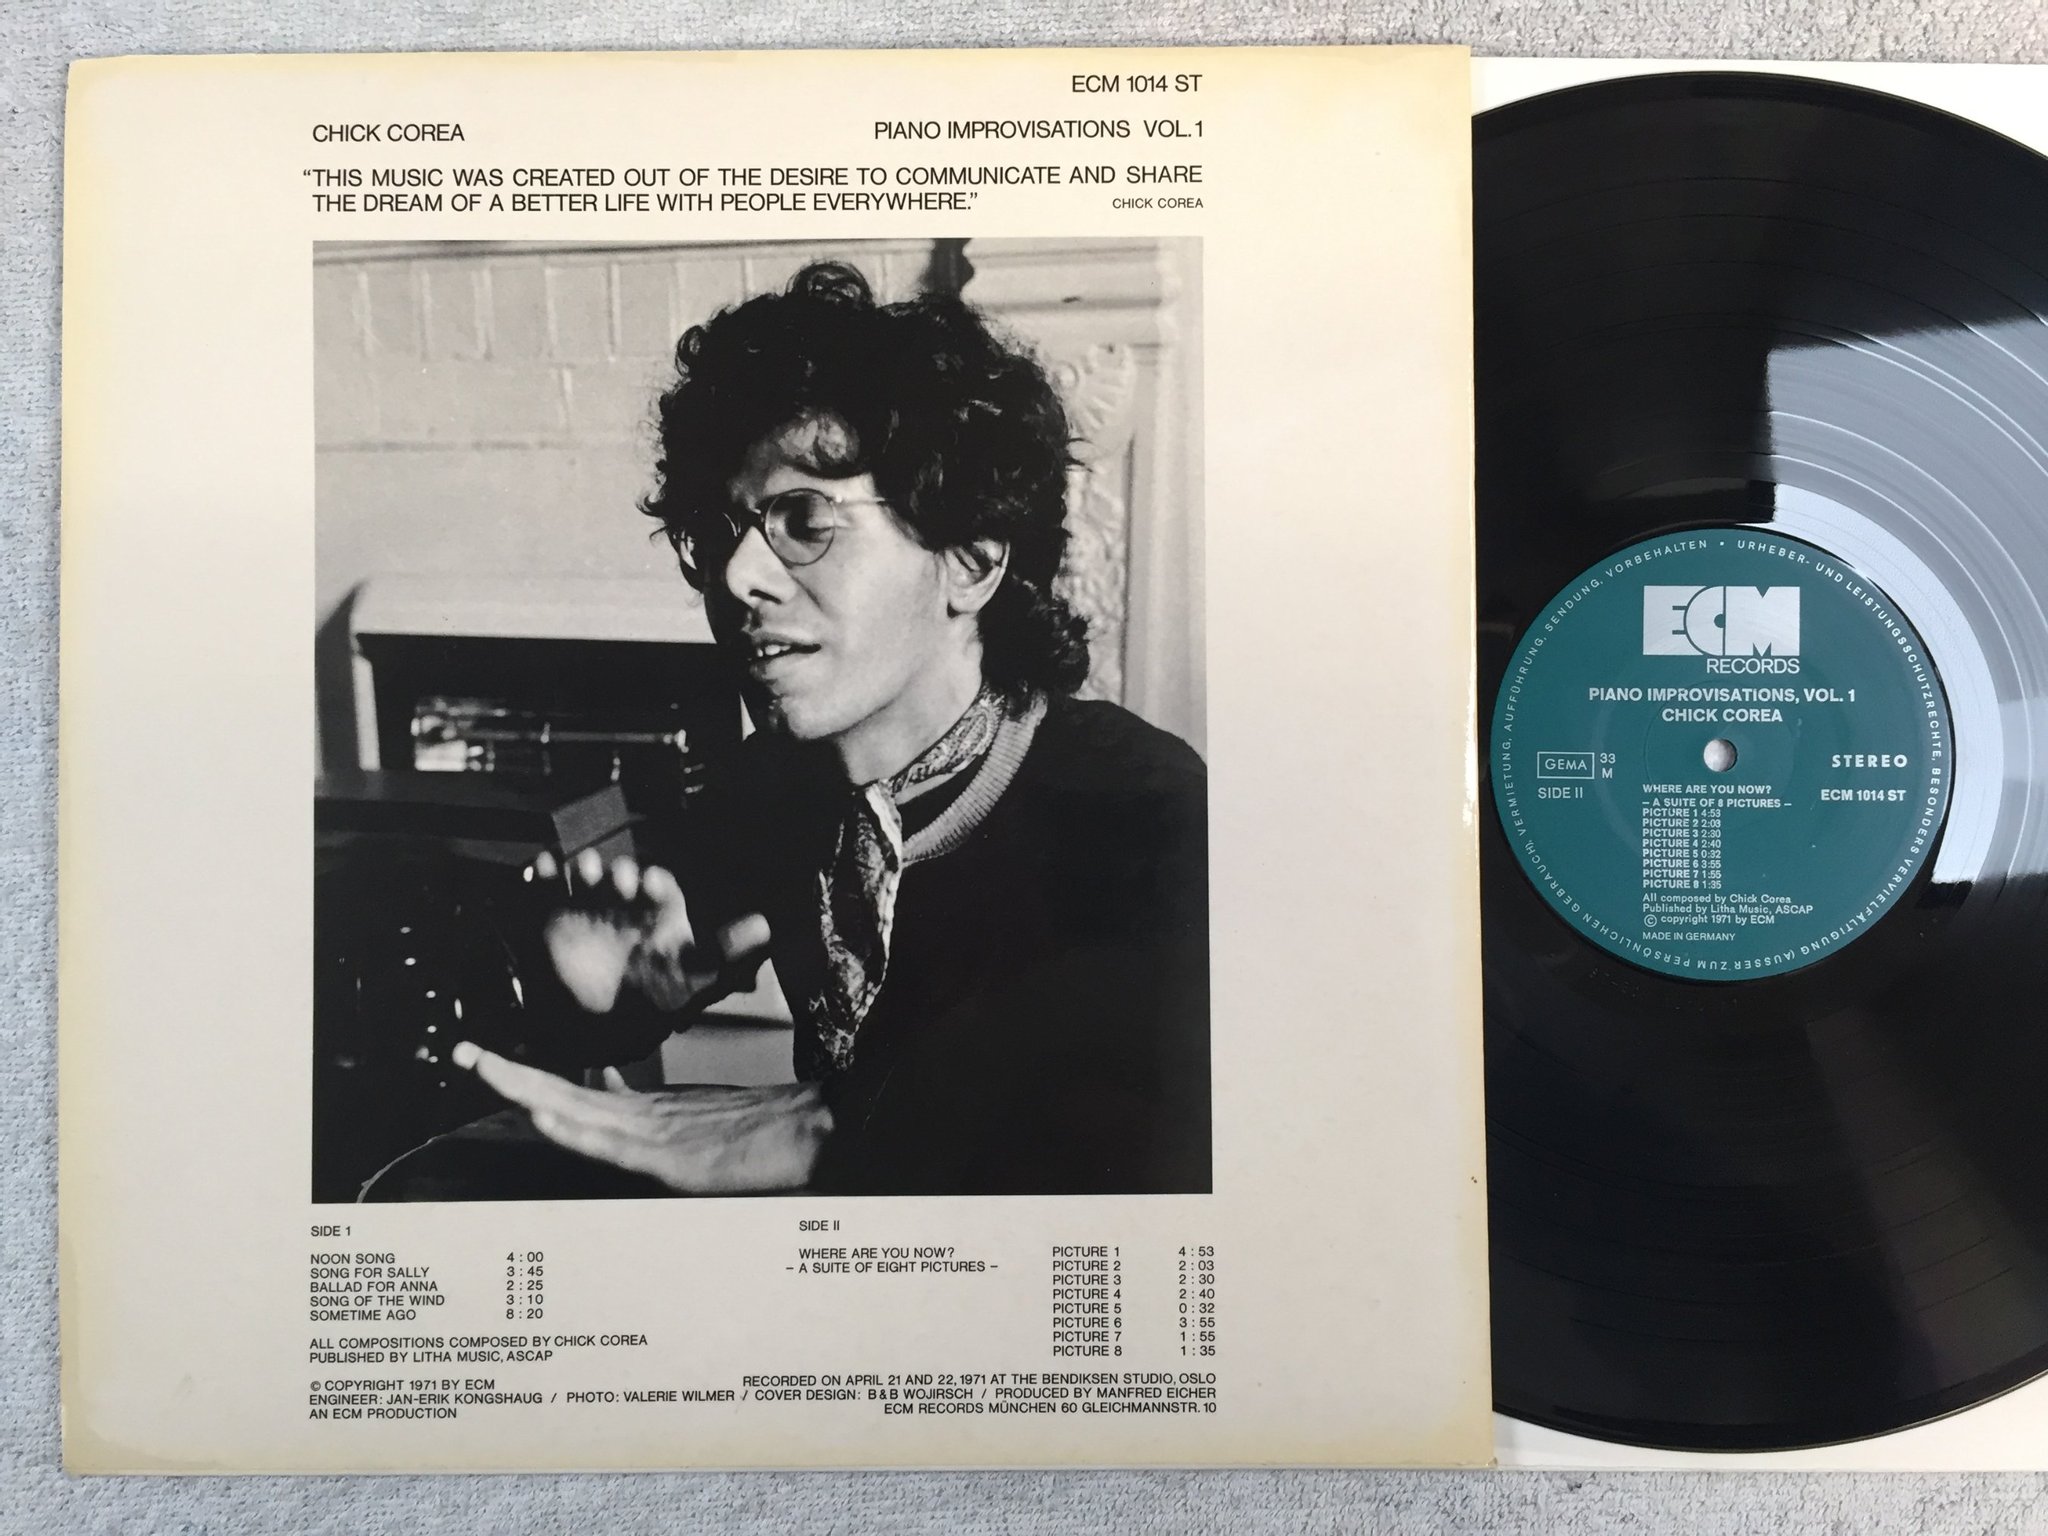 ECM 1014 ST
CHICK COREA PIANO IMPROVISATIONS VOL.1
“THIS MUSIC WAS CREATED OUT OF THE DESIRE TO COMMUNICATE AND SHARE
THE DREAM OF A BETTER LIFE WITH PEOPLE EVERYWHERE.” CHICK COREA
SIDE 1
NOON SONG 4 : 00
SONG FOR SALLY 3 : 45
BALLAD FOR ANNA 2 : 25
SONG OF THE WIND 3 : 10
SOMETIME AGO 8 : 20
SIDE II
WHERE ARE YOU NOW?
– A SUITE OF EIGHT PICTURES –
PICTURE 1 4 : 53
PICTURE 2 2 : 03
PICTURE 3 2 : 30
PICTURE 4 2 : 40
PICTURE 5 0 : 32
PICTURE 6 3 : 55
PICTURE 7 1 : 55
PICTURE 8 1 : 35
ALL COMPOSITIONS COMPOSED BY CHICK COREA
PUBLISHED BY LITHA MUSIC, ASCAP
© COPYRIGHT 1971 BY ECM RECORDED ON APRIL 21 AND 22, 1971 AT THE BENDIKSEN STUDIO, OSLO
ENGINEER: JAN-ERIK KONGSHAUG / PHOTO: VALERIE WILMER / COVER DESIGN: B & B WOJIRSCH / PRODUCED BY MANFRED EICHER
AN ECM PRODUCTION ECM RECORDS MÜNCHEN 60 GLEICHMANNSTR. 10
URHEBER- UND LEISTUNGSSCHUTZRECHTE, BESONDERS VERVIELFÄLTIGUNG (AUSSER ZUM PERSÖNLICHEN GEBRAUCH), VERMIETUNG, AUFFÜHRUNG, SENDUNG, VORBEHALTEN •
ECM
RECORDS
PIANO IMPROVISATIONS, VOL. 1
CHICK COREA
GEMA 33 STEREO
M
SIDE II ECM 1014 ST
WHERE ARE YOU NOW?
– A SUITE OF 8 PICTURES –
PICTURE 1 4:53
PICTURE 2 2:03
PICTURE 3 2:30
PICTURE 4 2:40
PICTURE 5 0:32
PICTURE 6 3:55
PICTURE 7 1:55
PICTURE 8 1:35
All composed by Chick Corea
Published by Litha Music, ASCAP
© copyright 1971 by ECM
MADE IN GERMANY